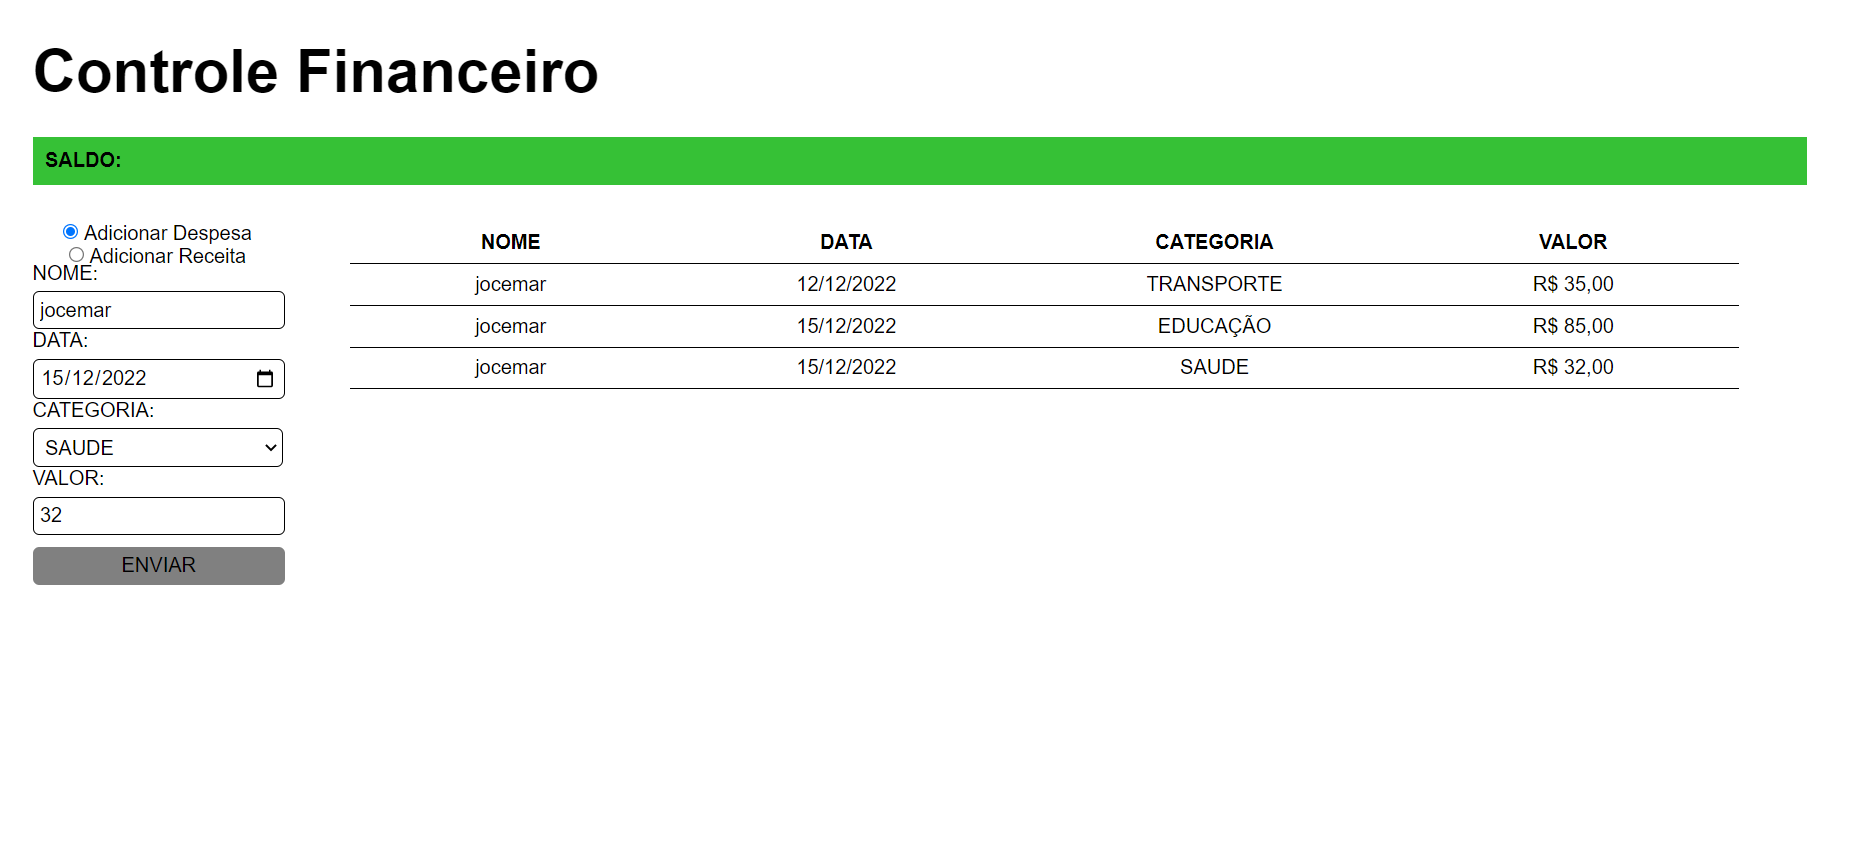 Controle Financeiro
SALDO:
Adicionar Despesa
Adicionar Receita
NOME:
jocemar
DATA:
15/12/2022
CATEGORIA:
SAUDE
VALOR:
32
ENVIAR
NOME DATA CATEGORIA VALOR
jocemar 12/12/2022 TRANSPORTE R$ 35,00
jocemar 15/12/2022 EDUCAÇÃO R$ 85,00
jocemar 15/12/2022 SAUDE R$ 32,00